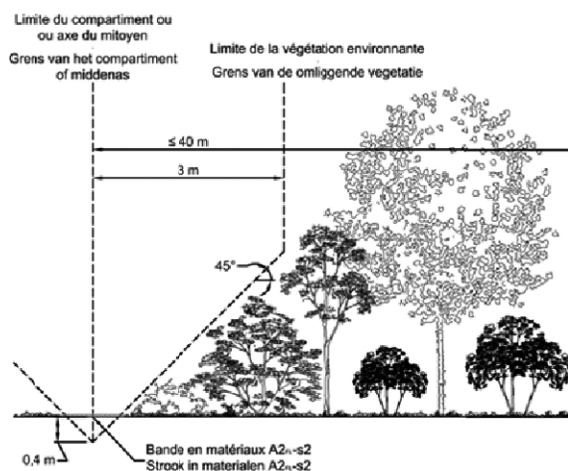 Limite du compartiment ou
ou axe du mitoyen
Grens van het compartiment
of middenas
Limite de la végétation environnante
Grens van de omliggende vegetatie
≤ 40 m
3 m
45°
0,4 m
Bande en matériaux A2FL-s2
Strook in materialen A2FL-s2